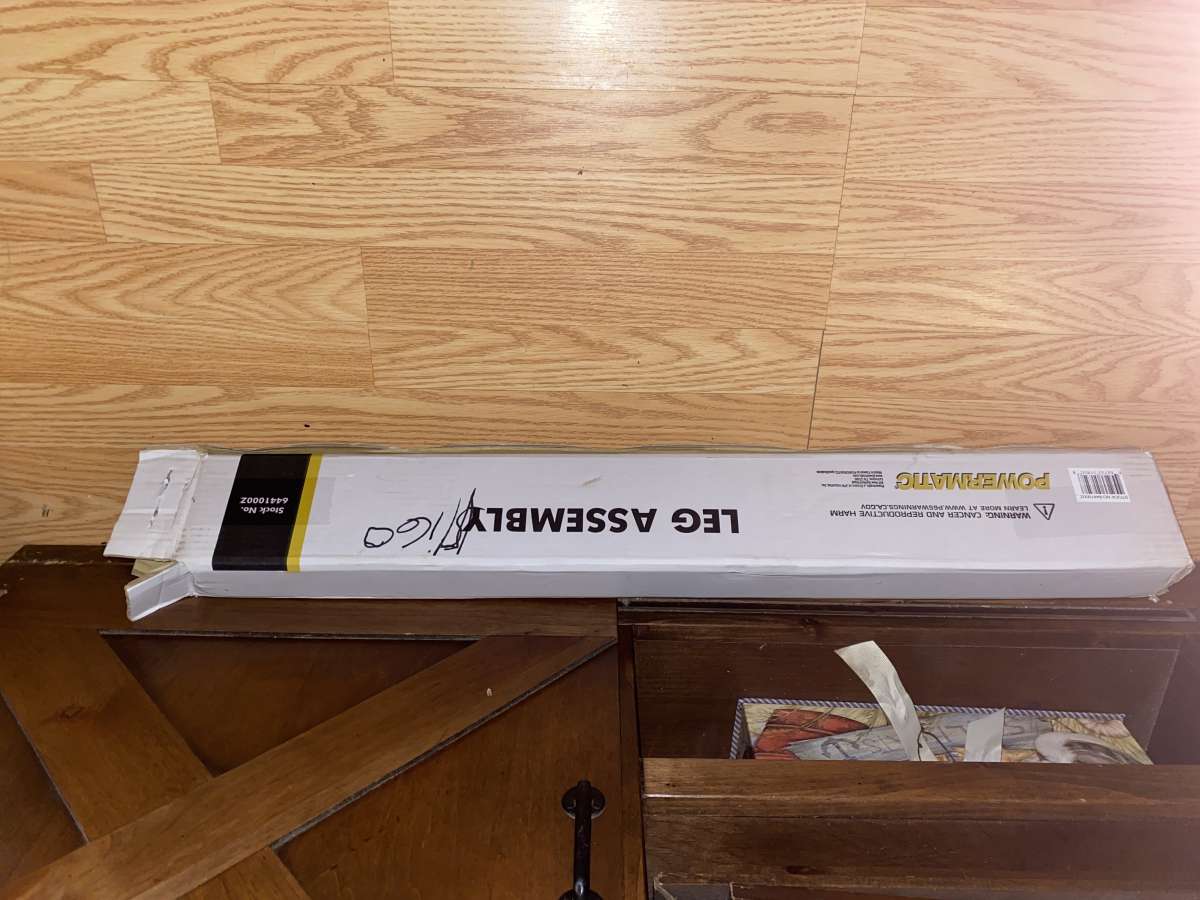 POWERMATIC
WARNING: CANCER AND REPRODUCTIVE HARM
LEARN MORE AT WWW.P65WARNINGS.CA.GOV
LEG ASSEMBLY
$160
Stock No.
6441000Z